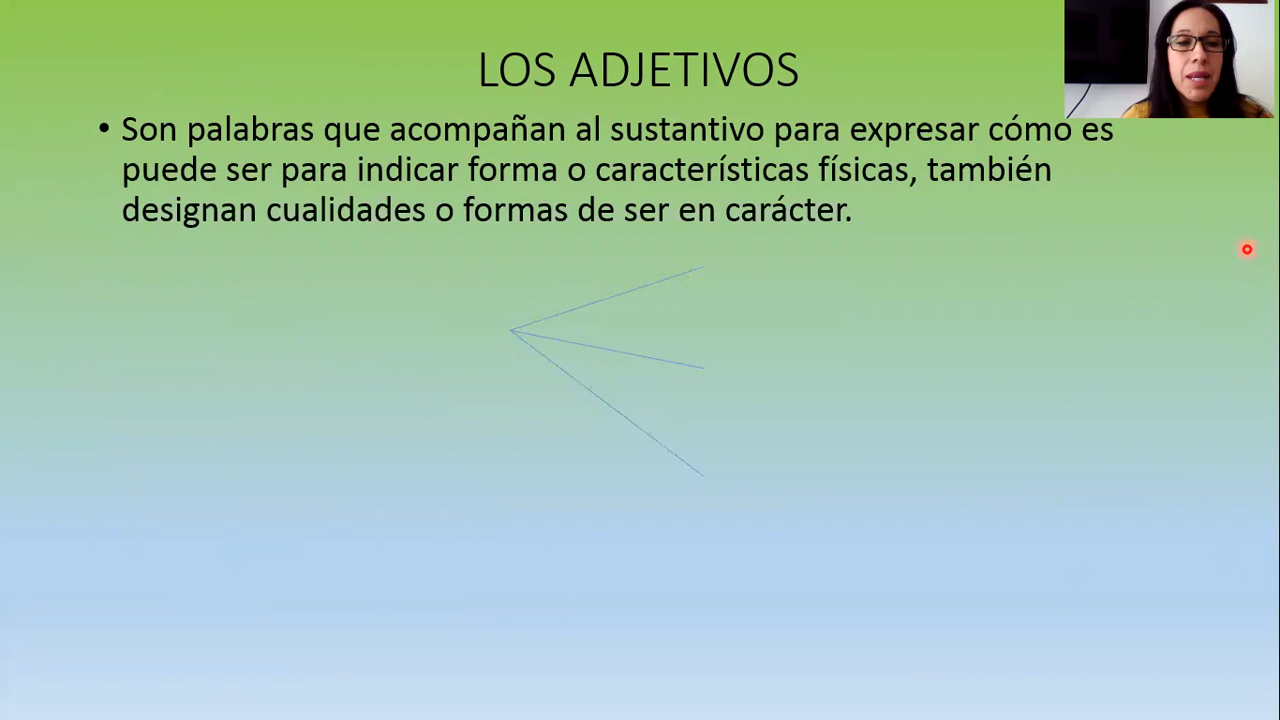 LOS ADJETIVOS
• Son palabras que acompañan al sustantivo para expresar cómo es
puede ser para indicar forma o características físicas, también
designan cualidades o formas de ser en carácter.